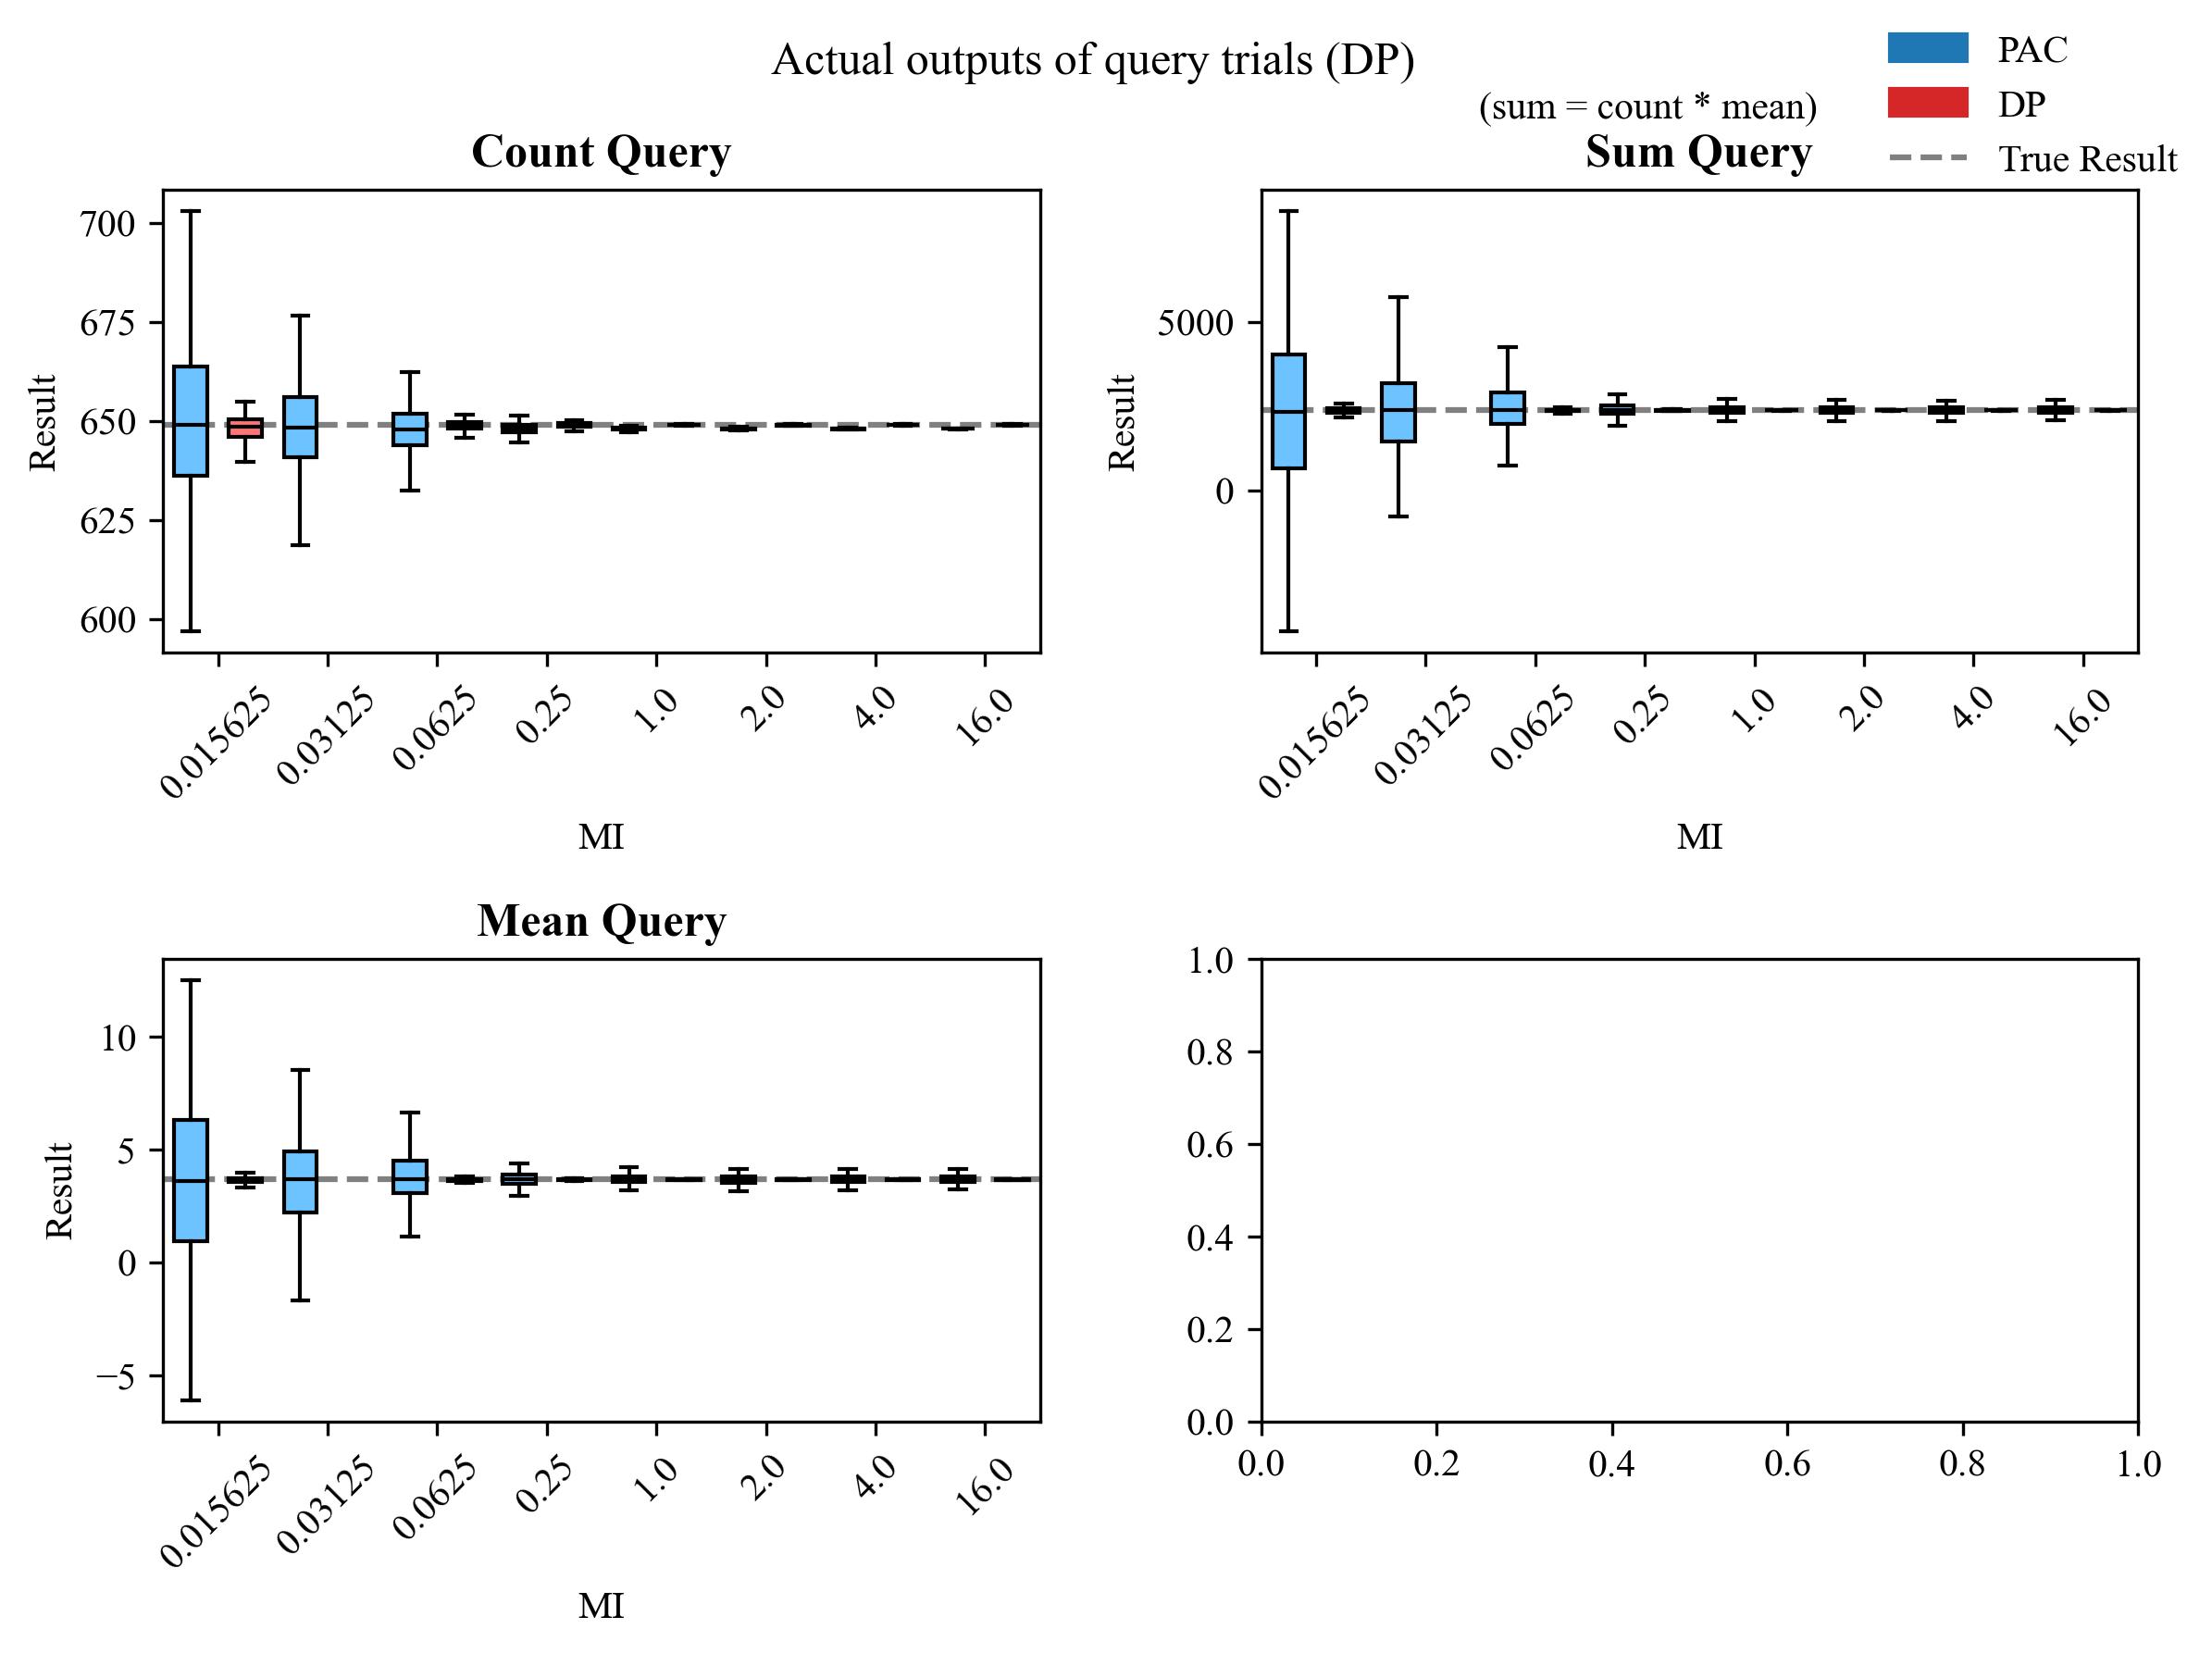 Actual outputs of query trials (DP)
PAC
DP
True Result
(sum = count * mean)
Count Query
700
675
650
625
600
Result
0.015625
0.03125
0.0625
0.25
1.0
2.0
4.0
16.0
MI
Sum Query
5000
0
Result
0.015625
0.03125
0.0625
0.25
1.0
2.0
4.0
16.0
MI
Mean Query
10
5
0
−5
Result
0.015625
0.03125
0.0625
0.25
1.0
2.0
4.0
16.0
MI
1.0
0.8
0.6
0.4
0.2
0.0
0.0 0.2 0.4 0.6 0.8 1.0